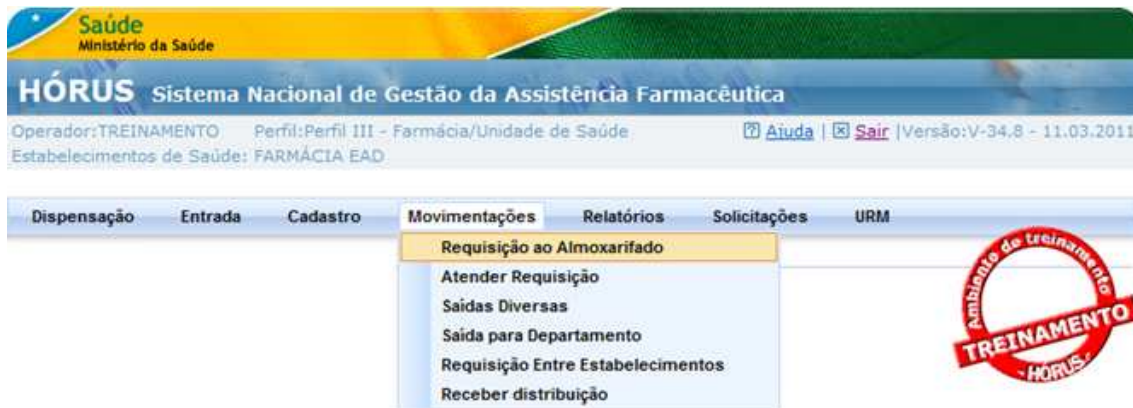 Saúde
Ministério da Saúde
HÓRUS Sistema Nacional de Gestão da Assistência Farmacêutica
Operador:TREINAMENTO Perfil:Perfil III - Farmácia/Unidade de Saúde Ajuda | Sair |Versão:V-34.8 - 11.03.2011
Estabelecimentos de Saúde: FARMÁCIA EAD
Dispensação Entrada Cadastro Movimentações Relatórios Solicitações URM
Requisição ao Almoxarifado
Atender Requisição
Saídas Diversas
Saída para Departamento
Requisição Entre Estabelecimentos
Receber distribuição
Ambiente de treinamento
TREINAMENTO
- HÓRUS -